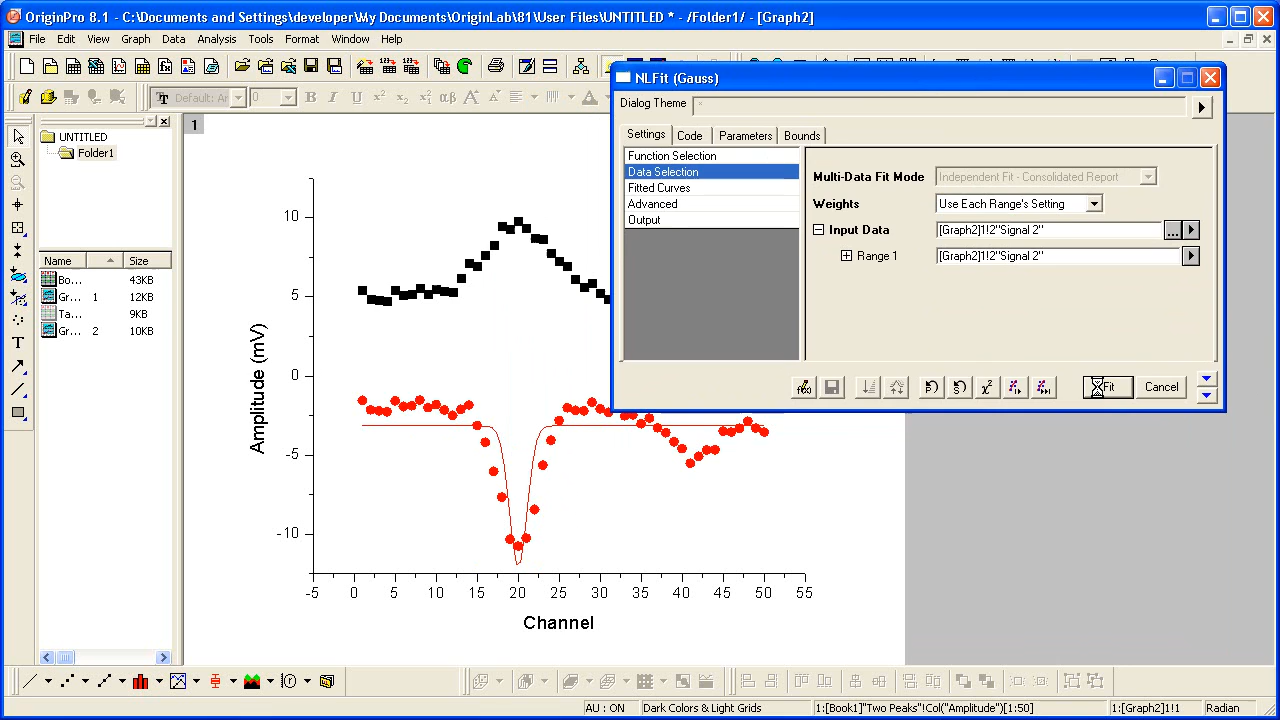 OriginPro 8.1 - C:\Documents and Settings\developer\My Documents\OriginLab\81\User Files\UNTITLED * - /Folder1/ - [Graph2]
File Edit View Graph Data Analysis Tools Format Window Help
Default: Ar 0 B I U
1
UNTITLED
Folder1
Name Size
Bo... 43KB
Gr... 1 12KB
Ta... 9KB
Gr... 2 10KB
NLFit (Gauss)
Dialog Theme *
Settings Code Parameters Bounds
Function Selection
Data Selection
Fitted Curves
Advanced
Output
Multi-Data Fit Mode Independent Fit - Consolidated Report
Weights Use Each Range's Setting
Input Data [Graph2]1!2"Signal 2"
Range 1 [Graph2]1!2"Signal 2"
Fit Cancel
10
5
0
-5
-10
Amplitude (mV)
-5 0 5 10 15 20 25 30 35 40 45 50 55
Channel
AU : ON Dark Colors & Light Grids 1:[Book1]"Two Peaks"!Col("Amplitude")[1:50] 1:[Graph2]1!1 Radian